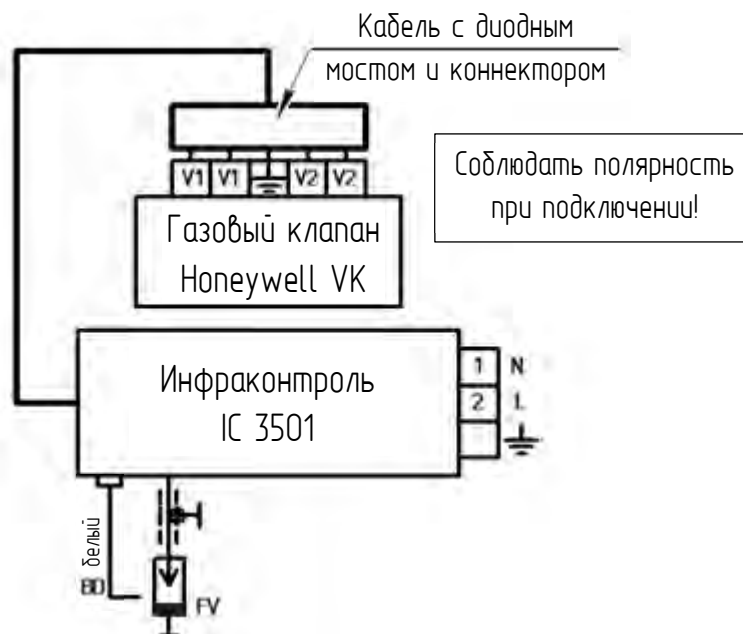 Кабель с диодным
мостом и коннектором
V1 V1 V2 V2
Соблюдать полярность
при подключении!
Газовый клапан
Honeywell VK
Инфраконтроль
IC 3501
1 N
2 L
белый
BD
FV